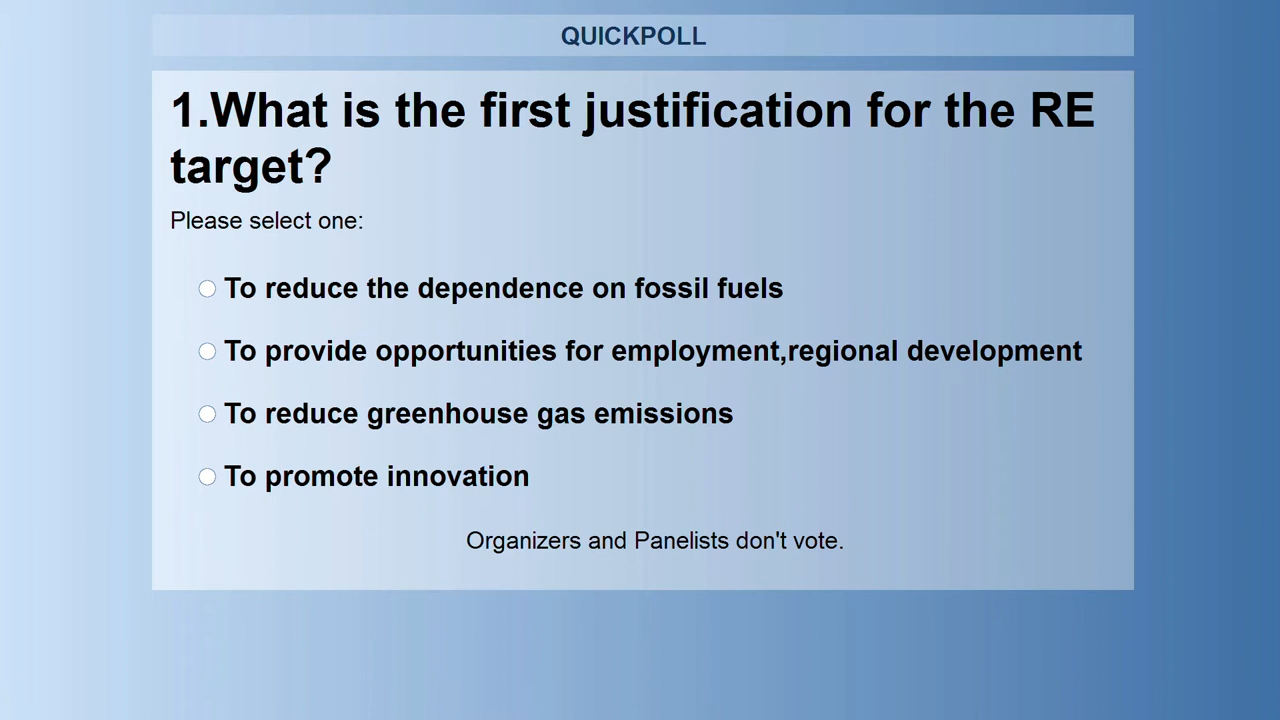 QUICKPOLL
1.What is the first justification for the RE
target?
Please select one:
To reduce the dependence on fossil fuels
To provide opportunities for employment,regional development
To reduce greenhouse gas emissions
To promote innovation
Organizers and Panelists don't vote.